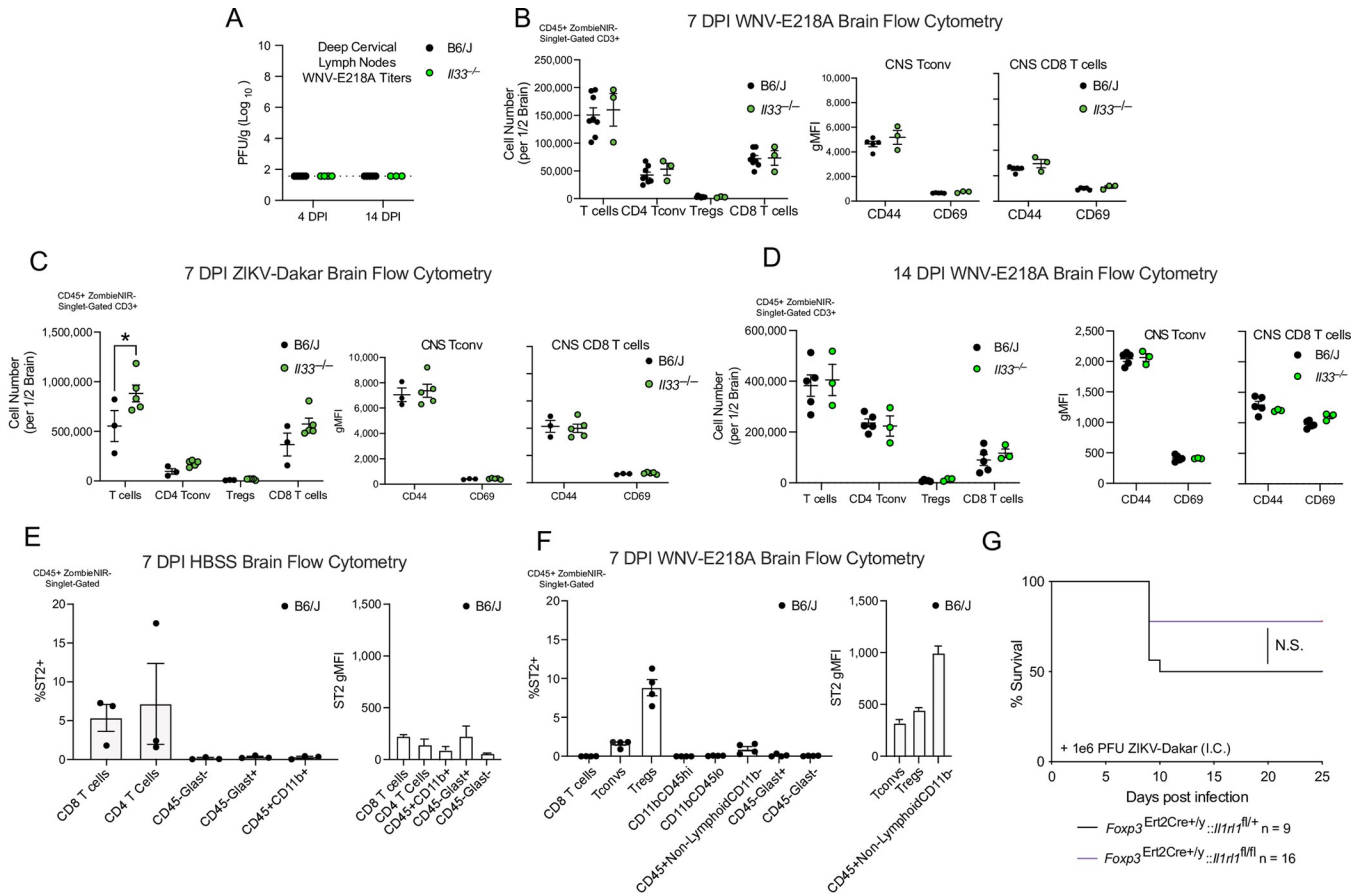 A
Deep Cervical
Lymph Nodes
WNV-E218A Titers
B6/J
Il33–/–
PFU/g (Log 10)
10
8
6
4
2
0
4 DPI
14 DPI
B
7 DPI WNV-E218A Brain Flow Cytometry
CD45+ ZombieNIR-
Singlet-Gated CD3+
Cell Number
(per 1/2 Brain)
250,000
200,000
150,000
100,000
50,000
0
B6/J
Il33–/–
T cells
CD4 Tconv
Tregs
CD8 T cells
CNS Tconv
gMFI
10,000
8,000
6,000
4,000
2,000
0
CD44
CD69
CNS CD8 T cells
B6/J
Il33–/–
CD44
CD69
C
7 DPI ZIKV-Dakar Brain Flow Cytometry
CD45+ ZombieNIR-
Singlet-Gated CD3+
Cell Number
(per 1/2 Brain)
1,500,000
1,000,000
500,000
0
*
B6/J
Il33–/–
T cells
CD4 Tconv
Tregs
CD8 T cells
CNS Tconv
gMFI
10,000
8,000
6,000
4,000
2,000
0
CD44
CD69
CNS CD8 T cells
B6/J
Il33–/–
CD44
CD69
D
14 DPI WNV-E218A Brain Flow Cytometry
CD45+ ZombieNIR-
Singlet-Gated CD3+
Cell Number
(per 1/2 Brain)
600,000
400,000
200,000
0
B6/J
Il33–/–
T cells
CD4 Tconv
Tregs
CD8 T cells
CNS Tconv
gMFI
2,500
2,000
1,500
1,000
500
0
CD44
CD69
CNS CD8 T cells
B6/J
Il33–/–
CD44
CD69
E
7 DPI HBSS Brain Flow Cytometry
CD45+ ZombieNIR-
Singlet-Gated
%ST2+
20
15
10
5
0
B6/J
CD8 T cells
CD4 T Cells
CD45-Glast-
CD45-Glast+
CD45+CD11b+
ST2 gMFI
1,500
1,000
500
0
B6/J
CD8 T cells
CD4 T Cells
CD45+CD11b+
CD45-Glast+
CD45-Glast-
F
7 DPI WNV-E218A Brain Flow Cytometry
CD45+ ZombieNIR-
Singlet-Gated
%ST2+
20
15
10
5
0
B6/J
CD8 T cells
Tconvs
Tregs
CD11bCD45hi
CD11bCD45lo
CD45+Non-LymphoidCD11b-
CD45-Glast+
CD45-Glast-
ST2 gMFI
1,500
1,000
500
0
B6/J
Tconvs
Tregs
CD45+Non-LymphoidCD11b-
G
% Survival
100
50
0
N.S.
+ 1e6 PFU ZIKV-Dakar (I.C.)
0
5
10
15
20
25
Days post infection
Foxp3Ert2Cre+/y::Il1rl1fl/+ n = 9
Foxp3Ert2Cre+/y::Il1rl1fl/fl n = 16